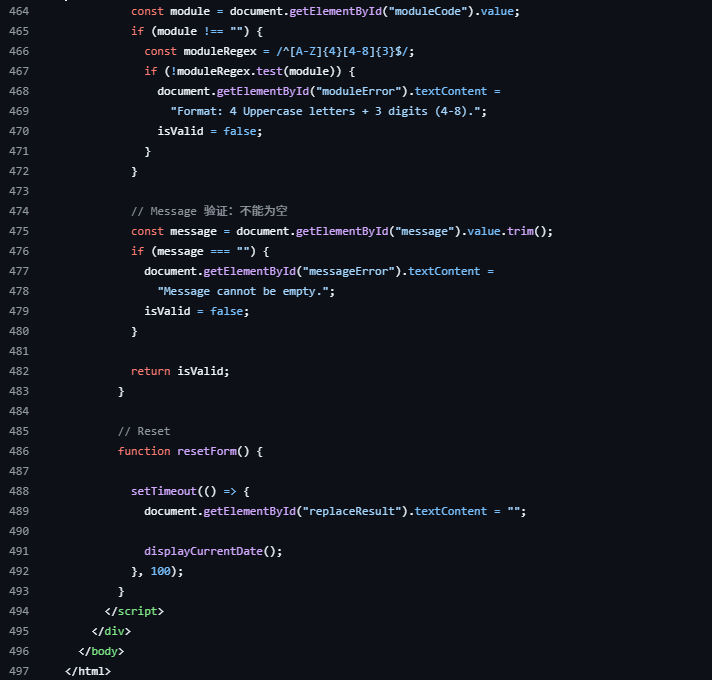 464 const module = document.getElementById("moduleCode").value;
465 if (module !== "") {
466 const moduleRegex = /^[A-Z]{4}[4-8]{3}$/;
467 if (!moduleRegex.test(module)) {
468 document.getElementById("moduleError").textContent =
469 "Format: 4 Uppercase letters + 3 digits (4-8).";
470 isValid = false;
471 }
472 }
473
474 // Message 验证：不能为空
475 const message = document.getElementById("message").value.trim();
476 if (message === "") {
477 document.getElementById("messageError").textContent =
478 "Message cannot be empty.";
479 isValid = false;
480 }
481
482 return isValid;
483 }
484
485 // Reset
486 function resetForm() {
487
488 setTimeout(() => {
489 document.getElementById("replaceResult").textContent = "";
490
491 displayCurrentDate();
492 }, 100);
493 }
494 </script>
495 </div>
496 </body>
497 </html>